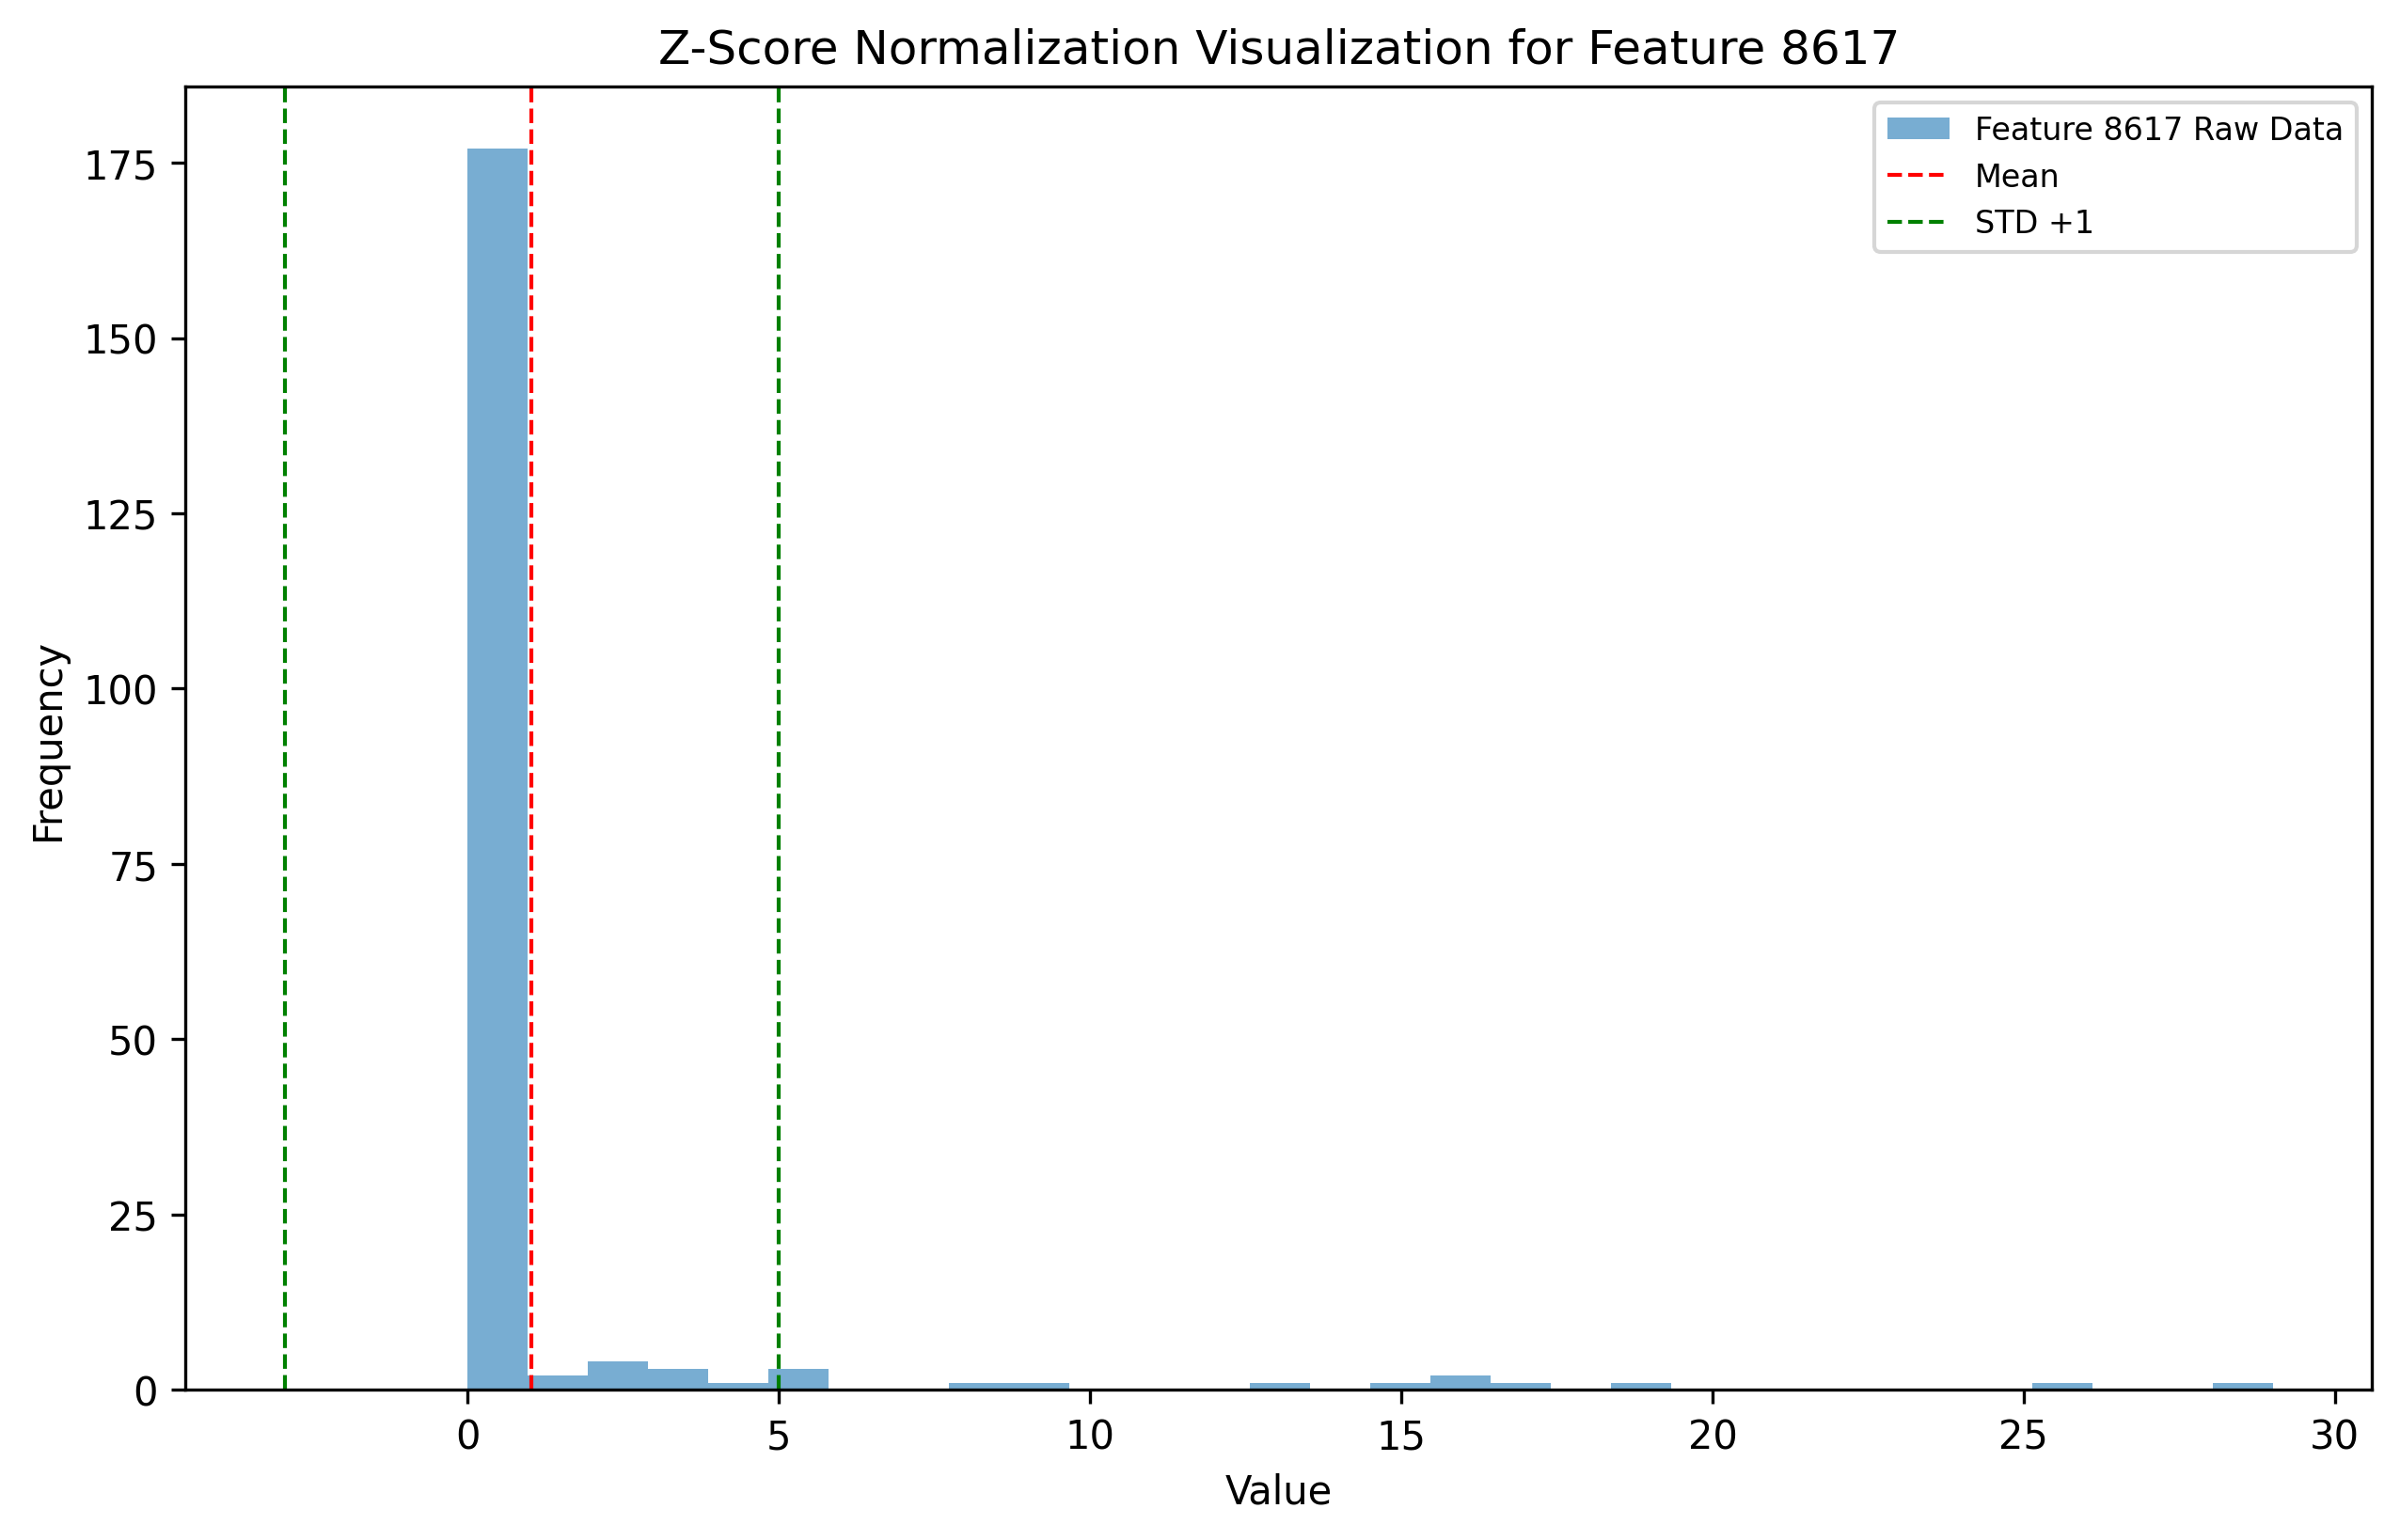 Z-Score Normalization Visualization for Feature 8617
Feature 8617 Raw Data
Mean
STD +1
175
150
125
100
75
50
25
0
Frequency
0 5 10 15 20 25 30
Value